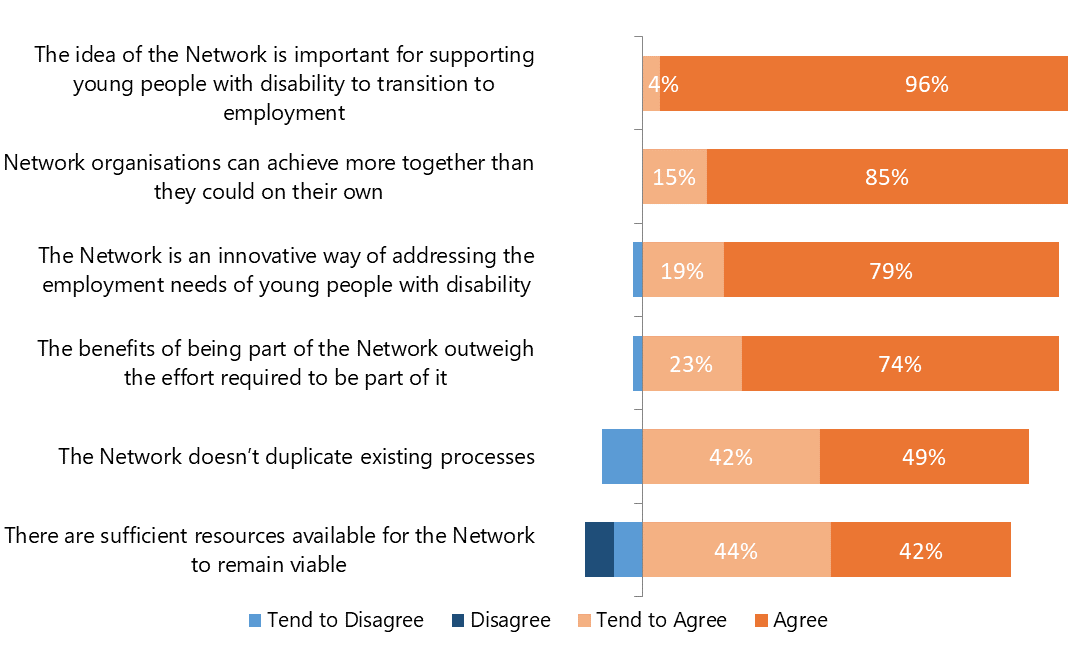 The idea of the Network is important for supporting
young people with disability to transition to
employment
4%
96%
Network organisations can achieve more together than
they could on their own
15%
85%
The Network is an innovative way of addressing the
employment needs of young people with disability
19%
79%
The benefits of being part of the Network outweigh
the effort required to be part of it
23%
74%
The Network doesn’t duplicate existing processes
42%
49%
There are sufficient resources available for the Network
to remain viable
44%
42%
Tend to Disagree
Disagree
Tend to Agree
Agree